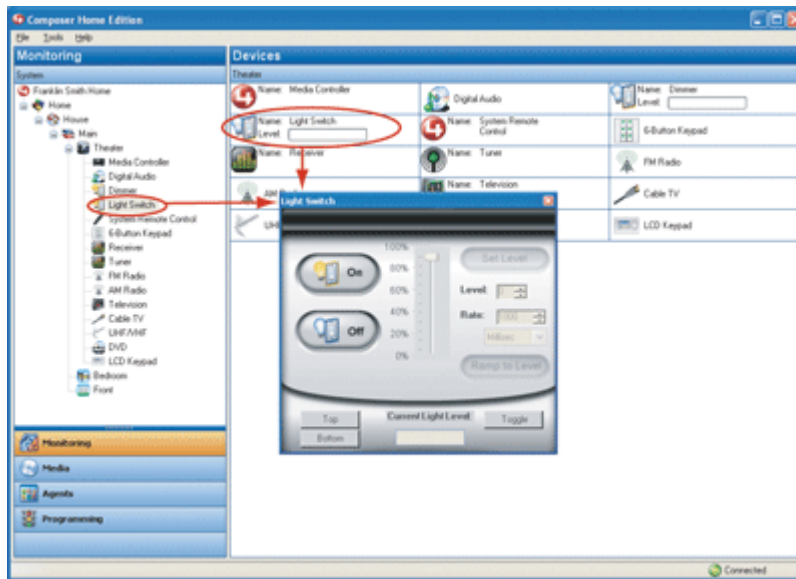 Composer Home Edition
File Tools Help
Monitoring
Devices
System
Theater
Franklin Smith Home
Home
House
Main
Theater
Media Controller
Digital Audio
Dimmer
Light Switch
System Remote Control
6-Button Keypad
Receiver
Tuner
FM Radio
AM Radio
Television
Cable TV
UHF/VHF
DVD
LCD Keypad
Bedroom
Front
Monitoring
Media
Agents
Programming
Name: Media Controller
Digital Audio
Name: Dimmer
Level:
Name: Light Switch
Level:
Name: System Remote
Control
6-Button Keypad
Name: Receiver
Name: Tuner
FM Radio
AM
Name: Television
Cable TV
UHF
LCD Keypad
Light Switch
On
Off
100%
80%
60%
40%
20%
0%
Set Level
Level:
Rate: 1000
Millisec
Ramp to Level
Top
Bottom
Current Light Level
Toggle
Connected